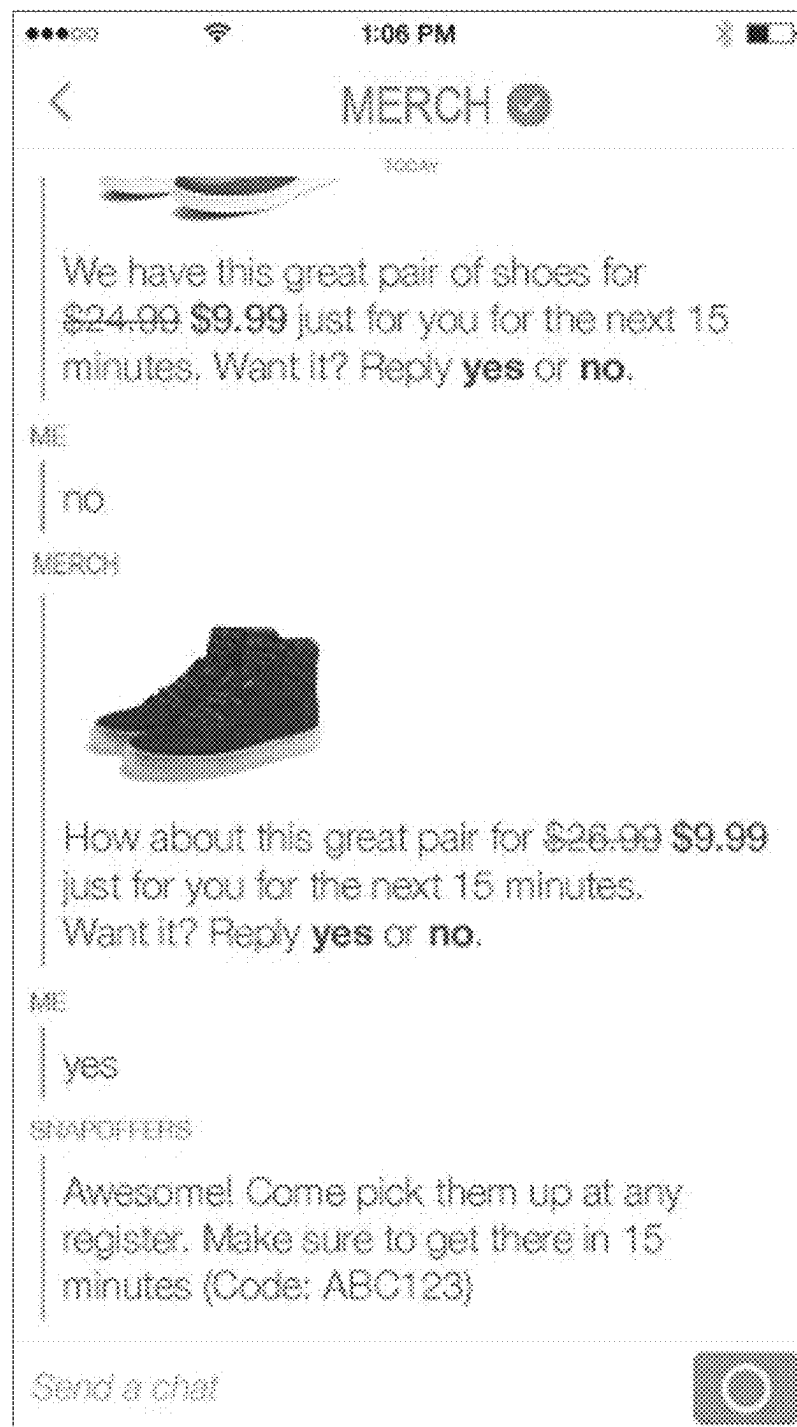 1:06 PM
MERCH
TODAY
We have this great pair of shoes for
$24.99 $9.99 just for you for the next 15
minutes. Want it? Reply yes or no.
ME
no
MERCH
How about this great pair for $26.99 $9.99
just for you for the next 15 minutes.
Want it? Reply yes or no.
ME
yes
SNAPOFFERS
Awesome! Come pick them up at any
register. Make sure to get there in 15
minutes (Code: ABC123)
Send a chat